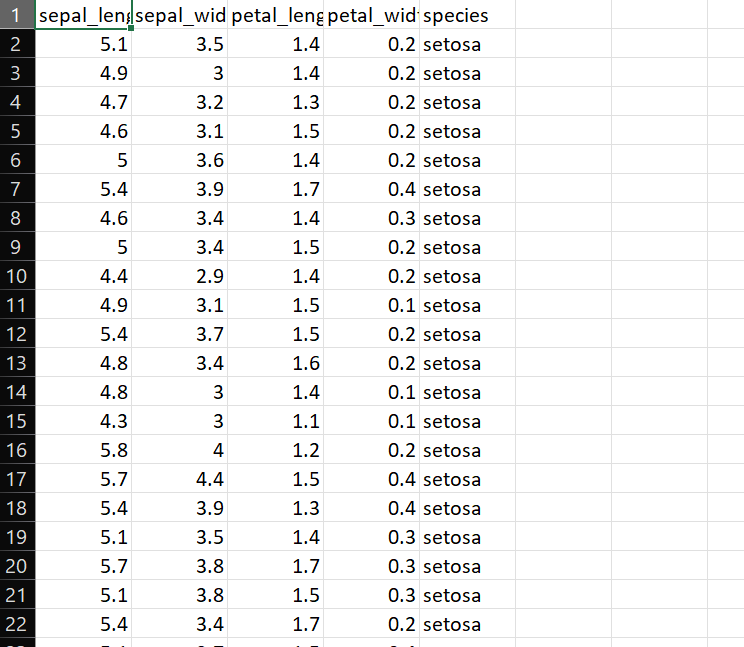 1 sepal_leng sepal_wid petal_leng petal_widt species
2 5.1 3.5 1.4 0.2 setosa
3 4.9 3 1.4 0.2 setosa
4 4.7 3.2 1.3 0.2 setosa
5 4.6 3.1 1.5 0.2 setosa
6 5 3.6 1.4 0.2 setosa
7 5.4 3.9 1.7 0.4 setosa
8 4.6 3.4 1.4 0.3 setosa
9 5 3.4 1.5 0.2 setosa
10 4.4 2.9 1.4 0.2 setosa
11 4.9 3.1 1.5 0.1 setosa
12 5.4 3.7 1.5 0.2 setosa
13 4.8 3.4 1.6 0.2 setosa
14 4.8 3 1.4 0.1 setosa
15 4.3 3 1.1 0.1 setosa
16 5.8 4 1.2 0.2 setosa
17 5.7 4.4 1.5 0.4 setosa
18 5.4 3.9 1.3 0.4 setosa
19 5.1 3.5 1.4 0.3 setosa
20 5.7 3.8 1.7 0.3 setosa
21 5.1 3.8 1.5 0.3 setosa
22 5.4 3.4 1.7 0.2 setosa